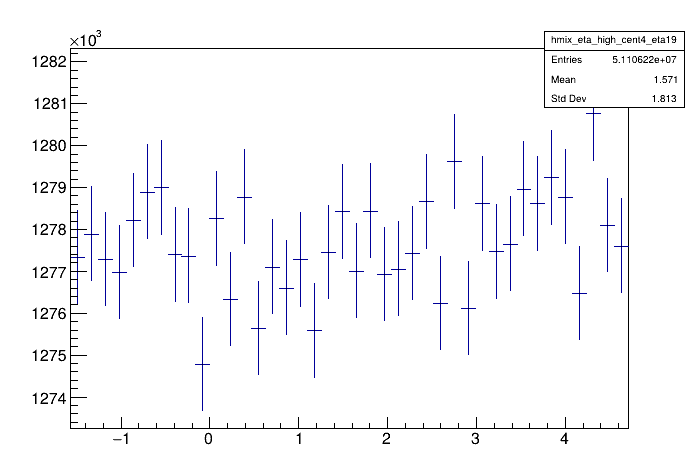 ×10³
hmix_eta_high_cent4_eta19
Entries 5.110622e+07
Mean 1.571
Std Dev 1.813
1282
1281
1280
1279
1278
1277
1276
1275
1274
−1 0 1 2 3 4